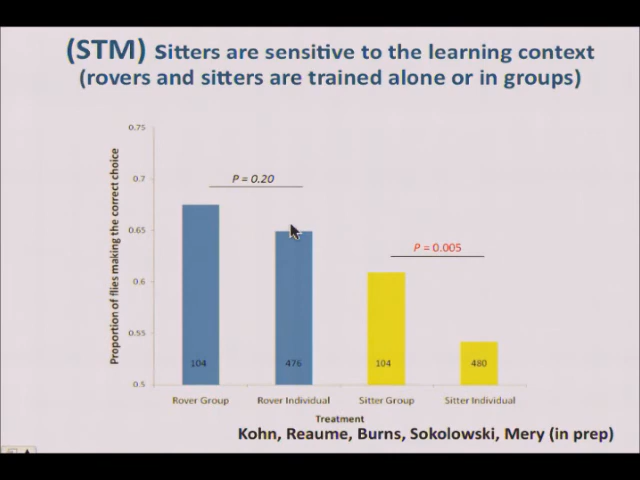 (STM) Sitters are sensitive to the learning context
(rovers and sitters are trained alone or in groups)
0.75
0.7
0.65
0.6
0.55
0.5
Proportion of flies making the correct choice
P = 0.20
P = 0.005
104
476
104
480
Rover Group
Rover Individual
Sitter Group
Sitter Individual
Treatment
Kohn, Reaume, Burns, Sokolowski, Mery (in prep)